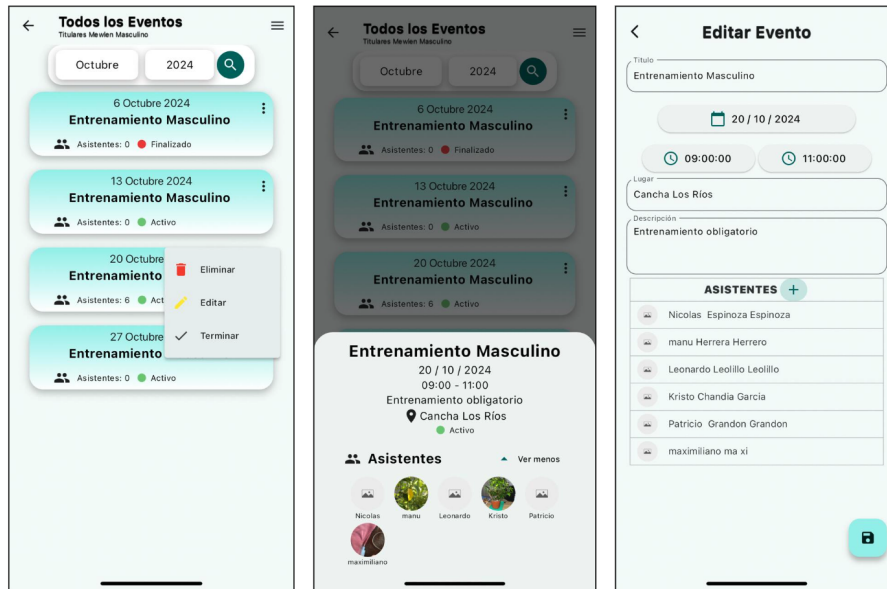 Todos los Eventos
Titulares Mewlen Masculino
Octubre
2024
6 Octubre 2024
Entrenamiento Masculino
Asistentes: 0
Finalizado
13 Octubre 2024
Entrenamiento Masculino
Asistentes: 0
Activo
20 Octubre
Entrenamiento
Asistentes: 6
Act
Eliminar
Editar
Terminar
27 Octubre
Entrenamiento
Asistentes: 0
Activo
Todos los Eventos
Titulares Mewlen Masculino
Octubre
2024
6 Octubre 2024
Entrenamiento Masculino
Asistentes: 0
Finalizado
13 Octubre 2024
Entrenamiento Masculino
Asistentes: 0
Activo
20 Octubre 2024
Entrenamiento Masculino
Asistentes: 6
Activo
Entrenamiento Masculino
20 / 10 / 2024
09:00 - 11:00
Entrenamiento obligatorio
Cancha Los Ríos
Activo
Asistentes
Ver menos
Nicolas
manu
Leonardo
Kristo
Patricio
maximiliano
Editar Evento
Titulo
Entrenamiento Masculino
20 / 10 / 2024
09:00:00
11:00:00
Lugar
Cancha Los Ríos
Descripción
Entrenamiento obligatorio
ASISTENTES +
Nicolas Espinoza Espinoza
manu Herrera Herrero
Leonardo Leolillo Leolillo
Kristo Chandia Garcia
Patricio Grandon Grandon
maximiliano ma xi